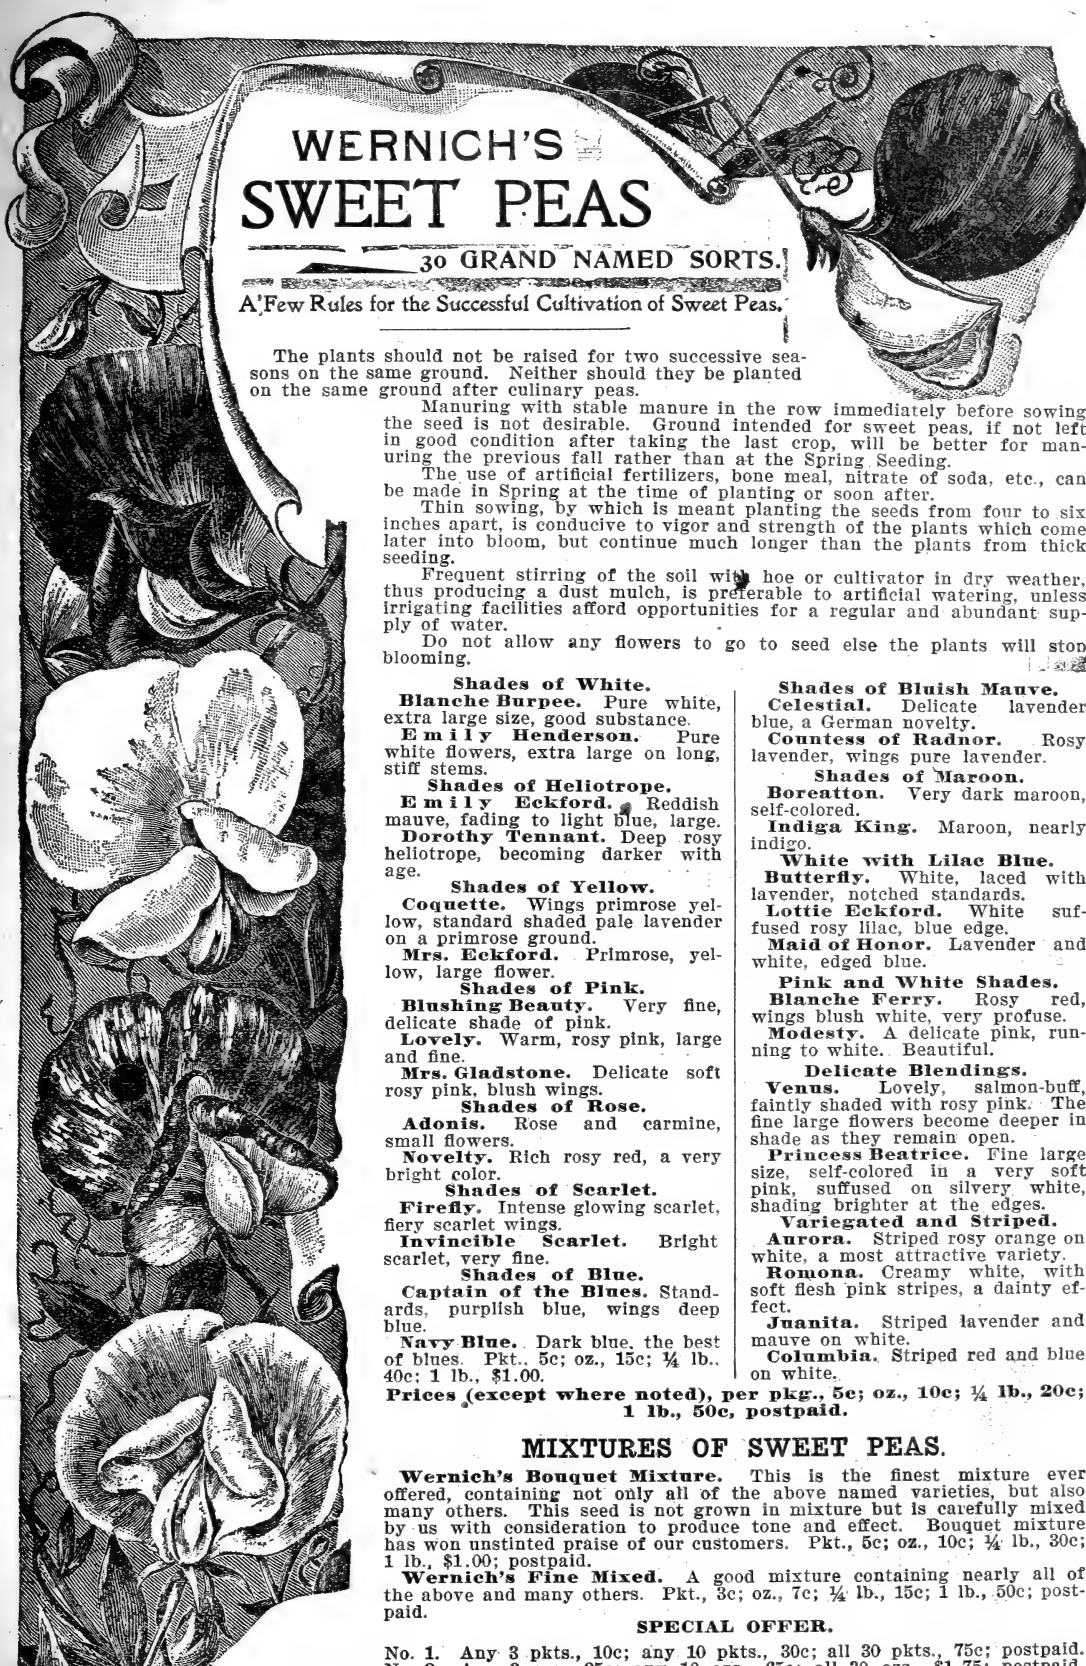 WERNICH'S
SWEET PEAS
30 GRAND NAMED SORTS.
A Few Rules for the Successful Cultivation of Sweet Peas.
The plants should not be raised for two successive sea-
sons on the same ground. Neither should they be planted
on the same ground after culinary peas.
Manuring with stable manure in the row immediately before sowing
the seed is not desirable. Ground intended for sweet peas, if not left
in good condition after taking the last crop, will be better for man-
uring the previous fall rather than at the Spring Seeding.
The use of artificial fertilizers, bone meal, nitrate of soda, etc., can
be made in Spring at the time of planting or soon after.
Thin sowing, by which is meant planting the seeds from four to six
inches apart, is conducive to vigor and strength of the plants which come
later into bloom, but continue much longer than the plants from thick
seeding.
Frequent stirring of the soil with hoe or cultivator in dry weather,
thus producing a dust mulch, is preferable to artificial watering, unless
irrigating facilities afford opportunities for a regular and abundant sup-
ply of water.
Do not allow any flowers to go to seed else the plants will stop
blooming.
Shades of White.
Blanche Burpee. Pure white,
extra large size, good substance.
Emily Henderson. Pure
white flowers, extra large on long,
stiff stems.
Shades of Heliotrope.
Emily Eckford. Reddish
mauve, fading to light blue, large.
Dorothy Tennant. Deep rosy
heliotrope, becoming darker with
age.
Shades of Yellow.
Coquette. Wings primrose yel-
low, standard shaded pale lavender
on a primrose ground.
Mrs. Eckford. Primrose, yel-
low, large flower.
Shades of Pink.
Blushing Beauty. Very fine,
delicate shade of pink.
Lovely. Warm, rosy pink, large
and fine.
Mrs. Gladstone. Delicate soft
rosy pink, blush wings.
Shades of Rose.
Adonis. Rose and carmine,
small flowers.
Novelty. Rich rosy red, a very
bright color.
Shades of Scarlet.
Firefly. Intense glowing scarlet,
fiery scarlet wings.
Invincible Scarlet. Bright
scarlet, very fine.
Shades of Blue.
Captain of the Blues. Stand-
ards, purplish blue, wings deep
blue.
Navy Blue. Dark blue, the best
of blues. Pkt., 5c; oz., 15c; ¼ lb.,
40c; 1 lb., $1.00.
Shades of Bluish Mauve.
Celestial. Delicate lavender
blue, a German novelty.
Countess of Radnor. Rosy
lavender, wings pure lavender.
Shades of Maroon.
Boreatton. Very dark maroon,
self-colored.
Indiga King. Maroon, nearly
indigo.
White with Lilac Blue.
Butterfly. White, laced with
lavender, notched standards.
Lottie Eckford. White suf-
fused rosy lilac, blue edge.
Maid of Honor. Lavender and
white, edged blue.
Pink and White Shades.
Blanche Ferry. Rosy red,
wings blush white, very profuse.
Modesty. A delicate pink, run-
ning to white. Beautiful.
Delicate Blendings.
Venus. Lovely, salmon-buff,
faintly shaded with rosy pink. The
fine large flowers become deeper in
shade as they remain open.
Princess Beatrice. Fine large
size, self-colored in a very soft
pink, suffused on silvery white,
shading brighter at the edges.
Variegated and Striped.
Aurora. Striped rosy orange on
white, a most attractive variety.
Romona. Creamy white, with
soft flesh pink stripes, a dainty ef-
fect.
Juanita. Striped lavender and
mauve on white.
Columbia. Striped red and blue
on white.
Prices (except where noted), per pkg., 5c; oz., 10c; ¼ lb., 20c;
1 lb., 50c, postpaid.
MIXTURES OF SWEET PEAS.
Wernich's Bouquet Mixture. This is the finest mixture ever
offered, containing not only all of the above named varieties, but also
many others. This seed is not grown in mixture but is carefully mixed
by us with consideration to produce tone and effect. Bouquet mixture
has won unstinted praise of our customers. Pkt., 5c; oz., 10c; ¼ lb., 30c;
1 lb., $1.00; postpaid.
Wernich's Fine Mixed. A good mixture containing nearly all of
the above and many others. Pkt., 3c; oz., 7c; ¼ lb., 15c; 1 lb., 50c; post-
paid.
SPECIAL OFFER.
No. 1. Any 3 pkts., 10c; any 10 pkts., 30c; all 30 pkts., 75c; postpaid.